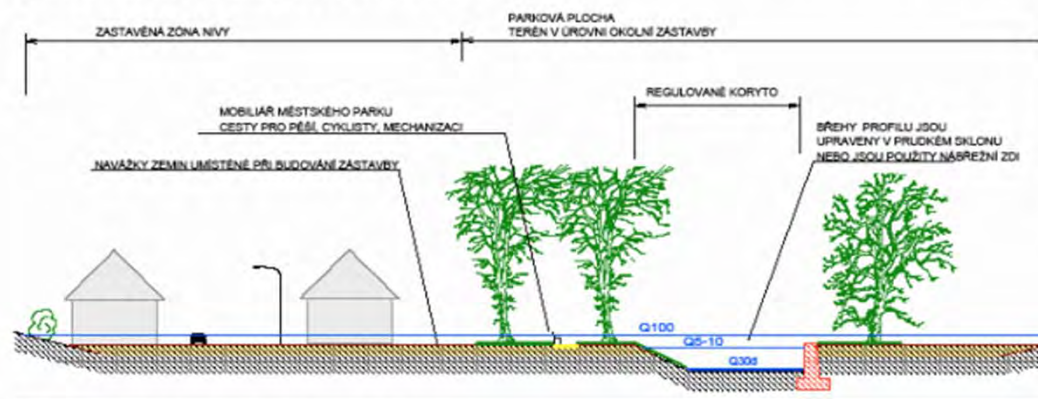 ZASTAVĚNÁ ZÓNA NIVY
PARKOVÁ PLOCHA
TERÉN V ÚROVNI OKOLNÍ ZÁSTAVBY
MOBILIÁŘ MĚSTSKÉHO PARKU
CESTY PRO PĚŠÍ, CYKLISTY, MECHANIZACI
REGULOVANÉ KORYTO
BŘEHY PROFILU JSOU
UPRAVENY V PRUDKÉM SKLONU
NEBO JSOU POUŽITY NÁBŘEŽNÍ ZDI
NAVÁŽKY ZEMIN UMÍSTĚNÉ PŘI BUDOVÁNÍ ZÁSTAVBY
Q100
Q5-10
Q30d